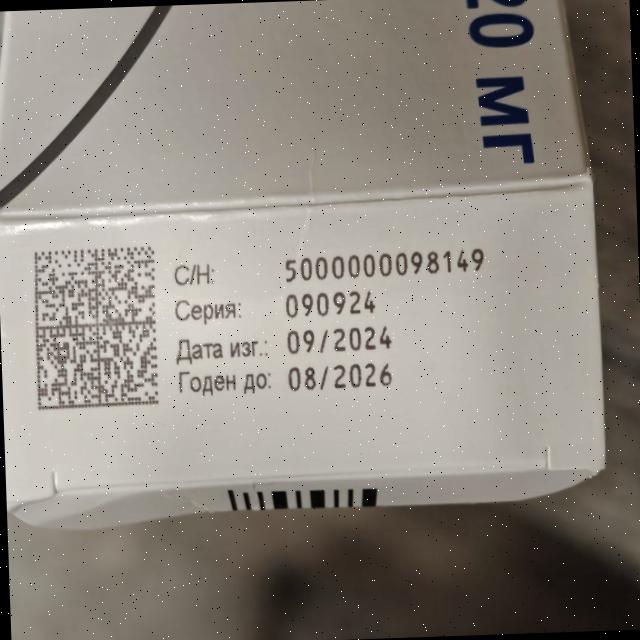 20 МГ
С/Н: 5000000098149
Серия: 090924
Дата изг.: 09/2024
Годен до: 08/2026